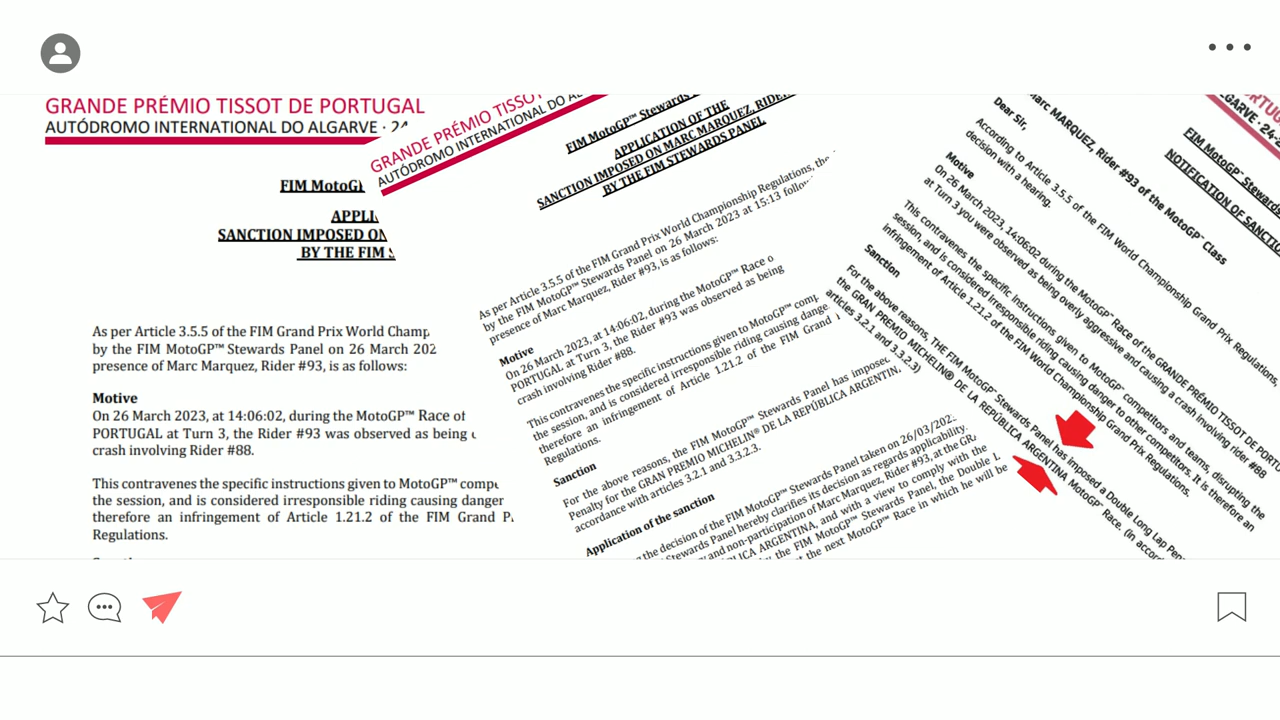 GRANDE PRÉMIO TISSOT DE PORTUGAL
AUTÓDROMO INTERNACIONAL DO ALGARVE · 24
FIM MotoG
APPLI
SANCTION IMPOSED ON
BY THE FIM S
As per Article 3.5.5 of the FIM Grand Prix World Champ
by the FIM MotoGP™ Stewards Panel on 26 March 202
presence of Marc Marquez, Rider #93, is as follows:
Motive
On 26 March 2023, at 14:06:02, during the MotoGP™ Race of
PORTUGAL at Turn 3, the Rider #93 was observed as being
crash involving Rider #88.
This contravenes the specific instructions given to MotoGP™ compe
the session, and is considered irresponsible riding causing danger
therefore an infringement of Article 1.21.2 of the FIM Grand P
Regulations.
GRANDE PRÉMIO TISSOT
AUTÓDROMO INTERNACIONAL DO AL
FIM MotoGP™ Stewards
APPLICATION OF THE
SANCTION IMPOSED ON MARC MARQUEZ, RIDER
BY THE FIM STEWARDS PANEL
As per Article 3.5.5 of the FIM Grand Prix World Championship Regulations, the
by the FIM MotoGP™ Stewards Panel on 26 March 2023 at 15:13 follow
presence of Marc Marquez, Rider #93, is as follows:
Motive
On 26 March 2023, at 14:06:02, during the MotoGP™ Race o
PORTUGAL at Turn 3, the Rider #93 was observed as being
crash involving Rider #88.
This contravenes the specific instructions given to MotoGP™ comp
the session, and is considered irresponsible riding causing dange
therefore an infringement of Article 1.21.2 of the FIM Grand
Regulations.
Sanction
For the above reasons, the FIM MotoGP™ Stewards Panel has impose
Penalty for the GRAN PREMIO MICHELIN® DE LA REPÚBLICA ARGENTIN
accordance with articles 3.2.1 and 3.3.2.3.
Application of the sanction
the decision of the FIM MotoGP™ Stewards Panel taken on 26/03/202
Stewards Panel hereby clarifies its decision as regards applicability.
and non-participation of Marc Marquez, Rider #93, at the GRA
BLICA ARGENTINA, and with a view to comply with the
the FIM MotoGP™ Stewards Panel, the Double L
the next MotoGP™ Race in which he will be
RTUG
LGARVE · 24-2
FIM MotoGP™ Stewards
NOTIFICATION OF SANCTIO
Marc MARQUEZ, Rider #93 of the MotoGP™ Class
Dear Sir,
According to Article 3.5.5 of the FIM World Championship Grand Prix Regulations,
decision with a hearing.
Motive
On 26 March 2023, 14:06:02 during the MotoGP™ Race of the GRANDE PRÉMIO TISSOT DE POR
at Turn 3 you were observed as being overly aggressive and causing a crash involving rider #88
This contravenes the specific instructions given to MotoGP™ competitors and teams, disrupting the
session, and is considered irresponsible riding causing danger to other competitors. It is therefore an
infringement of Article 1.21.2 of the FIM World Championship Grand Prix Regulations.
Sanction
For the above reasons, THE FIM MotoGP™ Stewards Panel has imposed a Double Long Lap Pen
the GRAN PREMIO MICHELIN® DE LA REPÚBLICA ARGENTINA MotoGP™ Race. (In accor
articles 3.2.1 and 3.3.2.3)